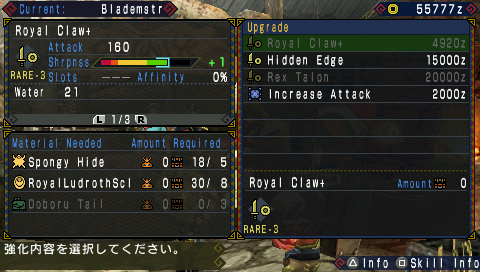 Current: Blademstr
55777z
Royal Claw+
Attack 160
Shrpnss +1
RARE-3
Slots --- Affinity 0%
Water 21
L 1/3 R
Material Needed Amount Required
Spongy Hide 0 18/ 5
RoyalLudrothScl 0 30/ 8
Doboru Tail 0 0/ 3
Upgrade
Royal Claw+ 4920z
Hidden Edge 15000z
Rex Talon 20000z
Increase Attack 2000z
Royal Claw+ Amount 0
RARE-3
強化内容を選択してください。
Info Skill Info